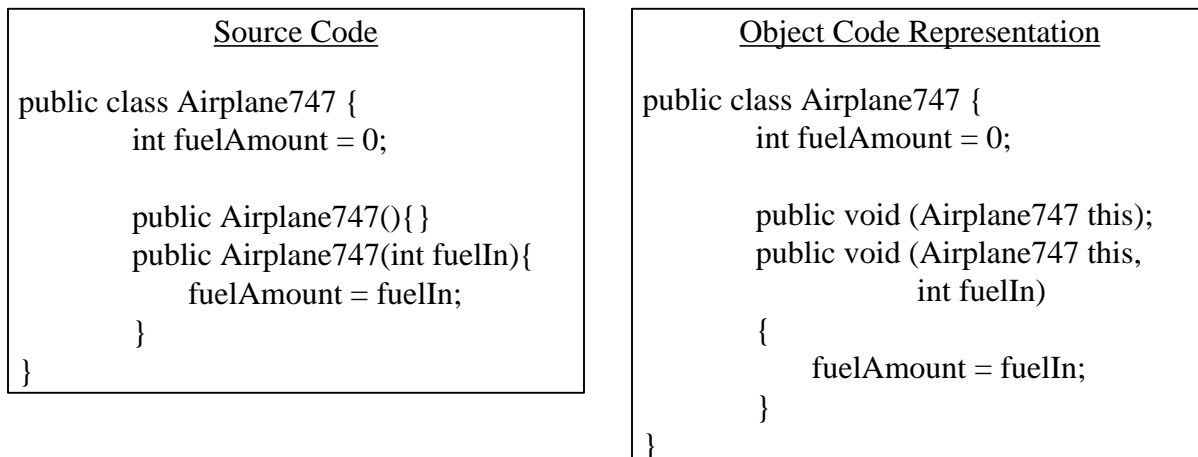 Source Code
public class Airplane747 {
int fuelAmount = 0;
public Airplane747(){}
public Airplane747(int fuelIn){
fuelAmount = fuelIn;
}
}
Object Code Representation
public class Airplane747 {
int fuelAmount = 0;
public void (Airplane747 this);
public void (Airplane747 this,
int fuelIn)
{
fuelAmount = fuelIn;
}
}